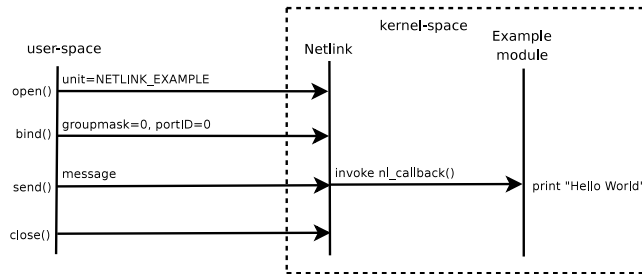 kernel-space
user-space
Netlink
Example
module
unit=NETLINK_EXAMPLE
open()
groupmask=0, portID=0
bind()
message
invoke nl_callback()
send()
print "Hello World"
close()